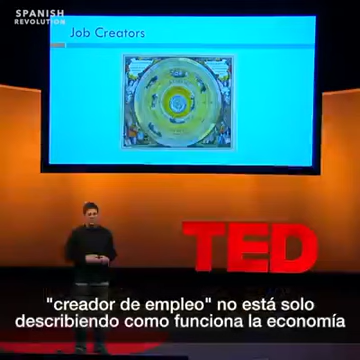 SPANISH
REVOLUTION
Job Creators
TED
"creador de empleo" no está solo
describiendo como funciona la economía